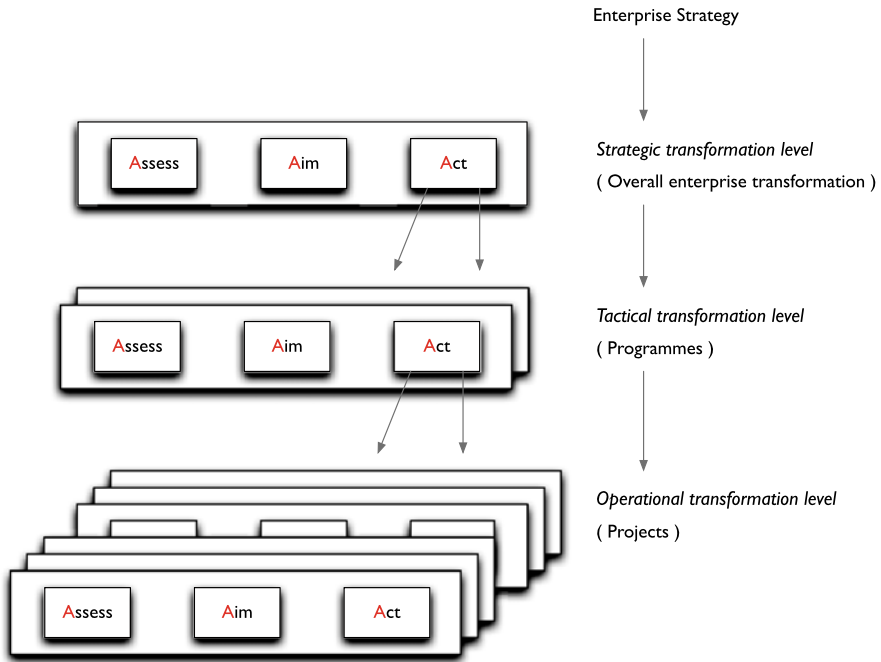 Enterprise Strategy
Assess Aim Act
Strategic transformation level
( Overall enterprise transformation )
Assess Aim Act
Tactical transformation level
( Programmes )
Operational transformation level
( Projects )
Assess Aim Act